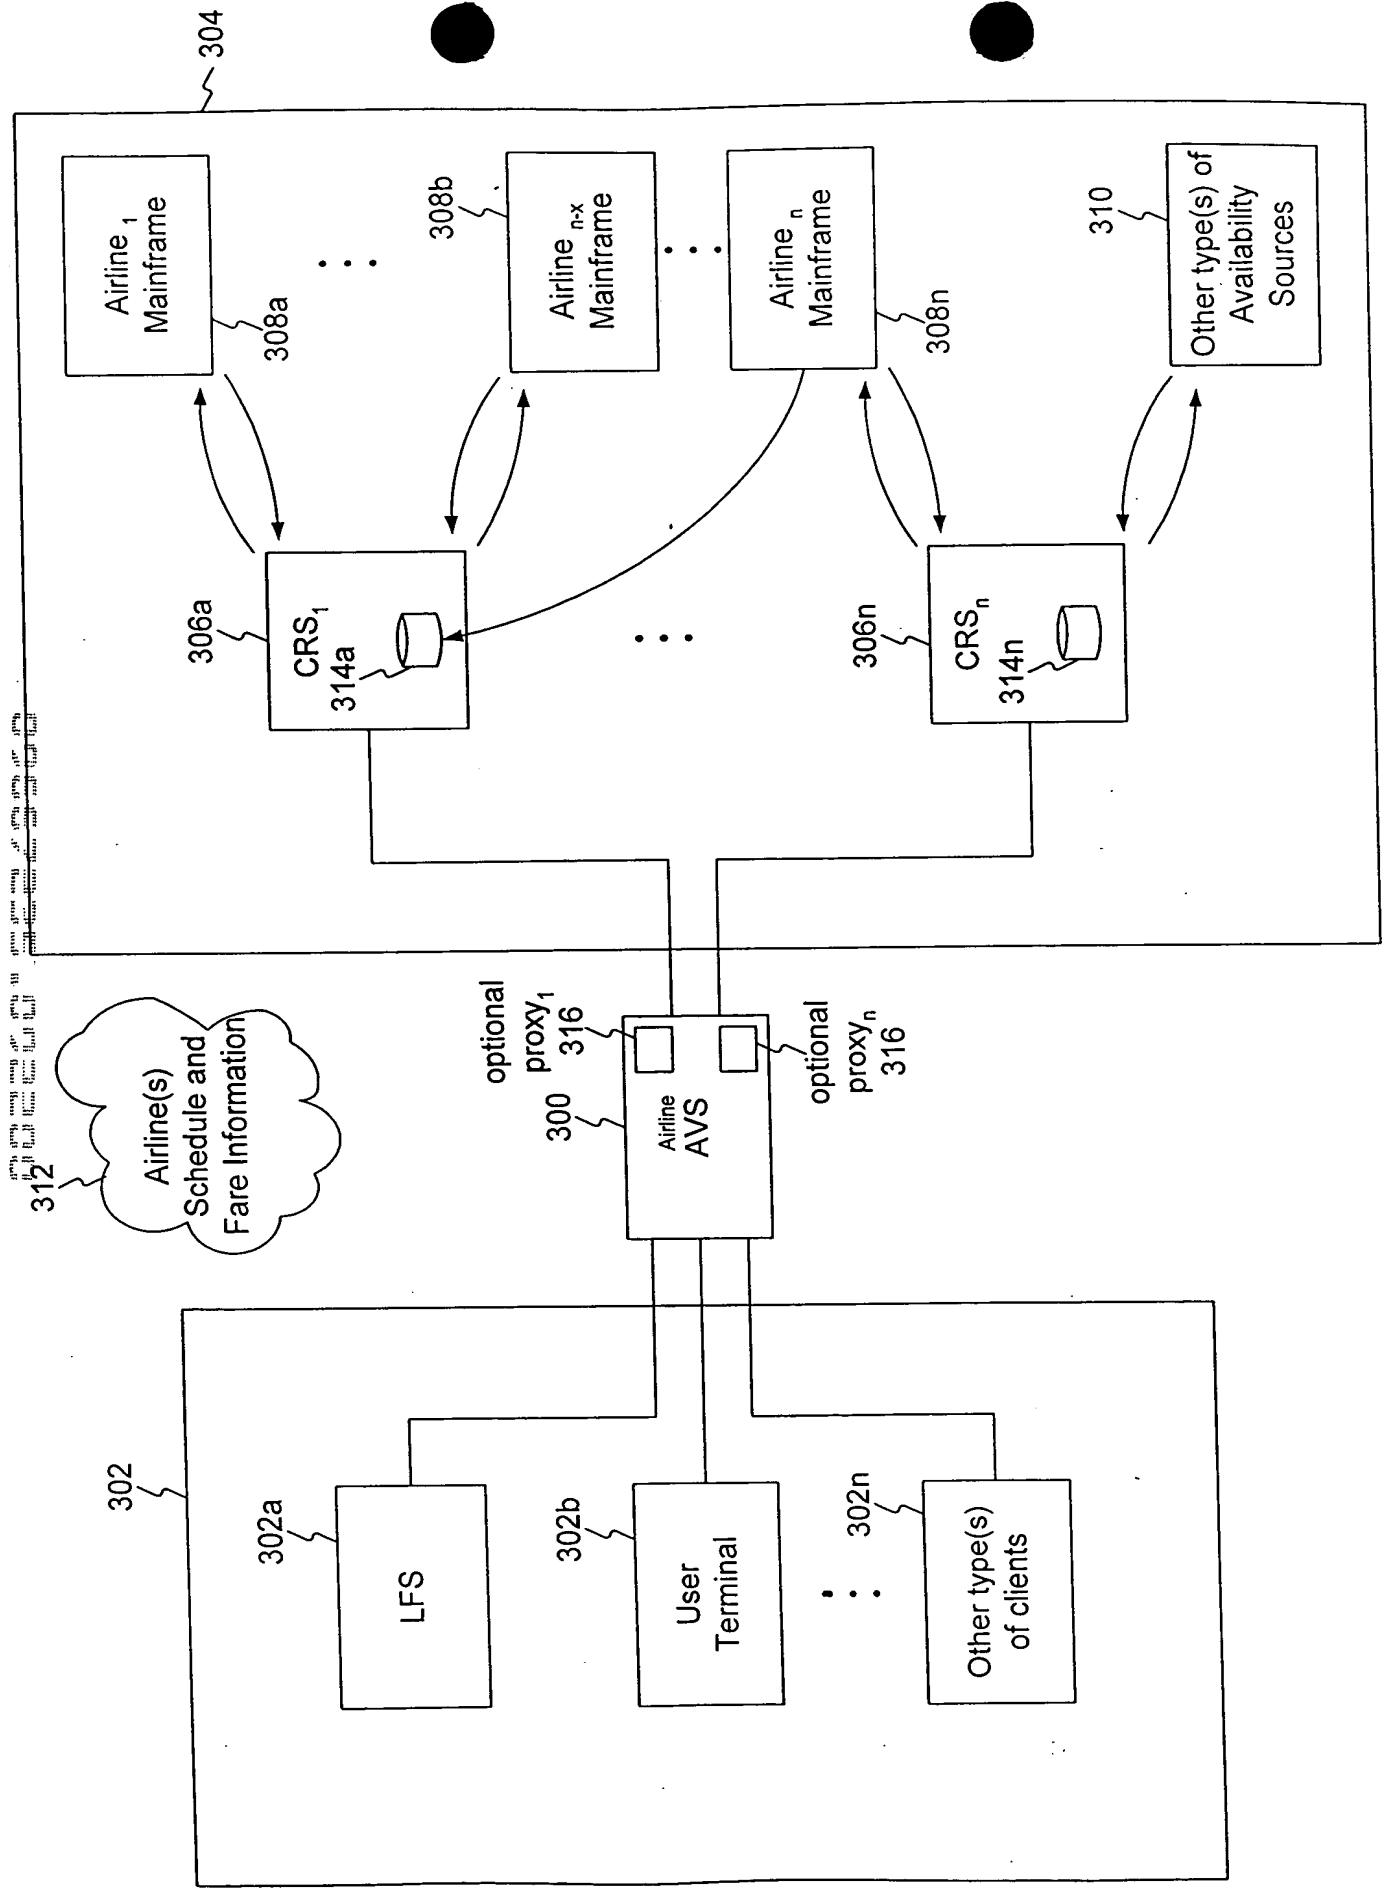 304
Airline 1
Mainframe
308a
308b
Airline n-x
Mainframe
Airline n
Mainframe
308n
310
Other type(s) of
Availability
Sources
306a
CRS1
314a
306n
CRSn
314n
312
Airline(s)
Schedule and
Fare Information
optional
proxy1
316
300
Airline
AVS
optional
proxyn
316
302
302a
LFS
302b
User
Terminal
302n
Other type(s)
of clients